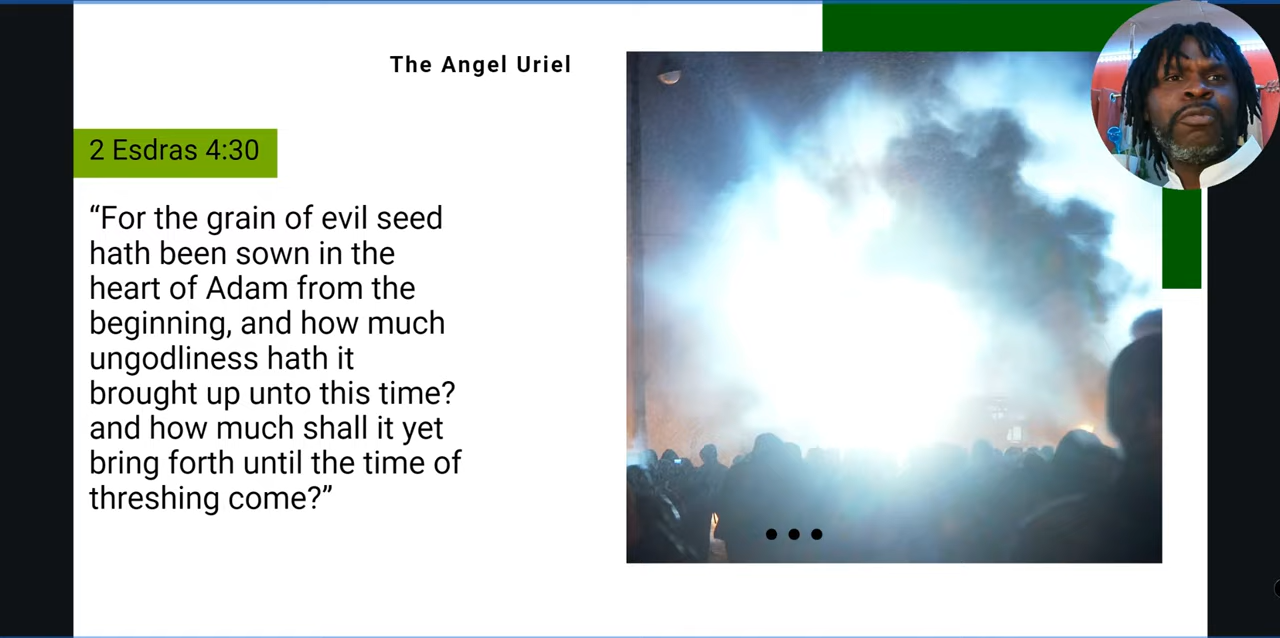 The Angel Uriel
2 Esdras 4:30
“For the grain of evil seed
hath been sown in the
heart of Adam from the
beginning, and how much
ungodliness hath it
brought up unto this time?
and how much shall it yet
bring forth until the time of
threshing come?”